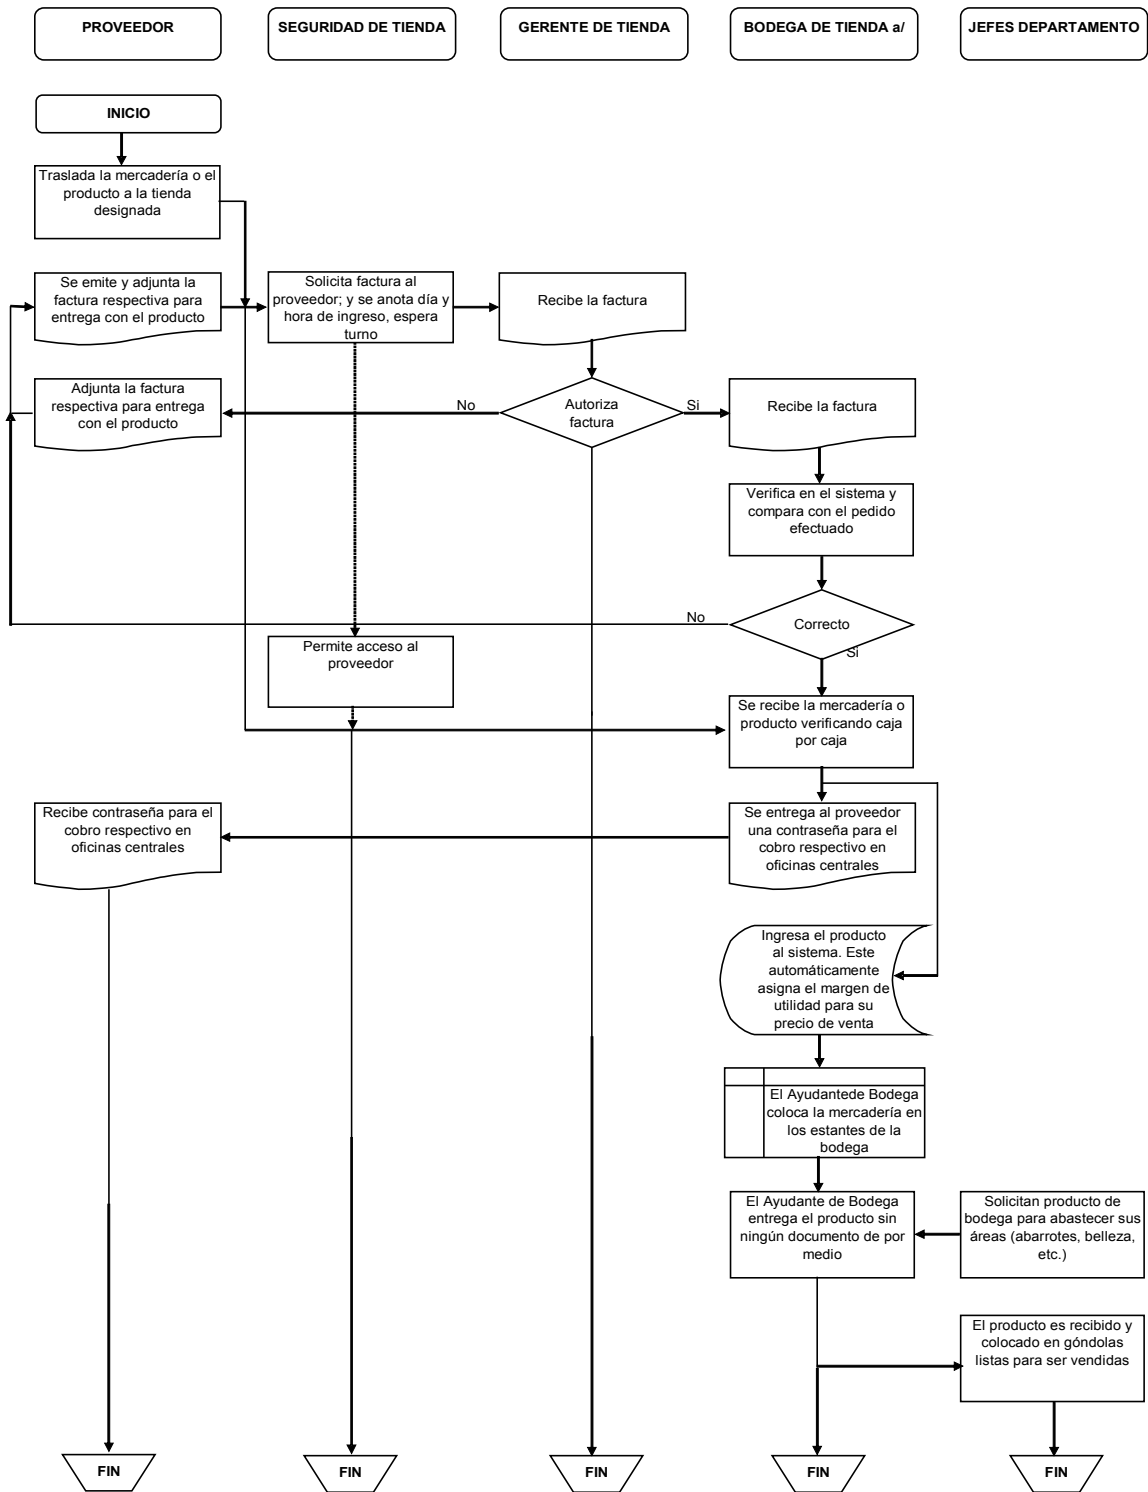 PROVEEDOR
SEGURIDAD DE TIENDA
GERENTE DE TIENDA
BODEGA DE TIENDA a/
JEFES DEPARTAMENTO
INICIO
Traslada la mercadería o el
producto a la tienda
designada
Se emite y adjunta la
factura respectiva para
entrega con el producto
Solicita factura al
proveedor; y se anota día y
hora de ingreso, espera
turno
Recibe la factura
Adjunta la factura
respectiva para entrega
con el producto
No
Autoriza
factura
Si
Recibe la factura
Verifica en el sistema y
compara con el pedido
efectuado
No
Correcto
Si
Permite acceso al
proveedor
Se recibe la mercadería o
producto verificando caja
por caja
Recibe contraseña para el
cobro respectivo en
oficinas centrales
Se entrega al proveedor
una contraseña para el
cobro respectivo en
oficinas centrales
Ingresa el producto
al sistema. Este
automáticamente
asigna el margen de
utilidad para su
precio de venta
El Ayudantede Bodega
coloca la mercadería en
los estantes de la
bodega
El Ayudante de Bodega
entrega el producto sin
ningún documento de por
medio
Solicitan producto de
bodega para abastecer sus
áreas (abarrotes, belleza,
etc.)
El producto es recibido y
colocado en góndolas
listas para ser vendidas
FIN
FIN
FIN
FIN
FIN